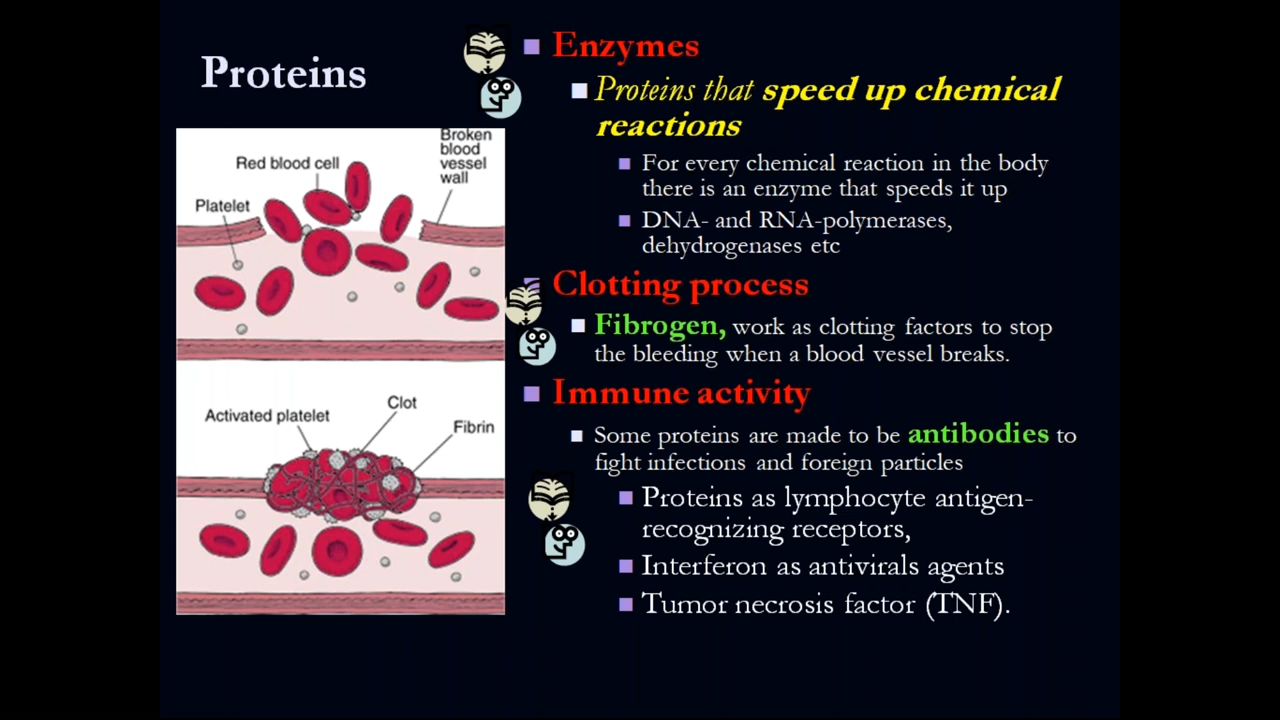 Proteins
Broken
blood
vessel
wall
Red blood cell
Platelet
Activated platelet
Clot
Fibrin
Enzymes
Proteins that speed up chemical
reactions
For every chemical reaction in the body
there is an enzyme that speeds it up
DNA- and RNA-polymerases,
dehydrogenases etc
Clotting process
Fibrogen, work as clotting factors to stop
the bleeding when a blood vessel breaks.
Immune activity
Some proteins are made to be antibodies to
fight infections and foreign particles
Proteins as lymphocyte antigen-
recognizing receptors,
Interferon as antivirals agents
Tumor necrosis factor (TNF).